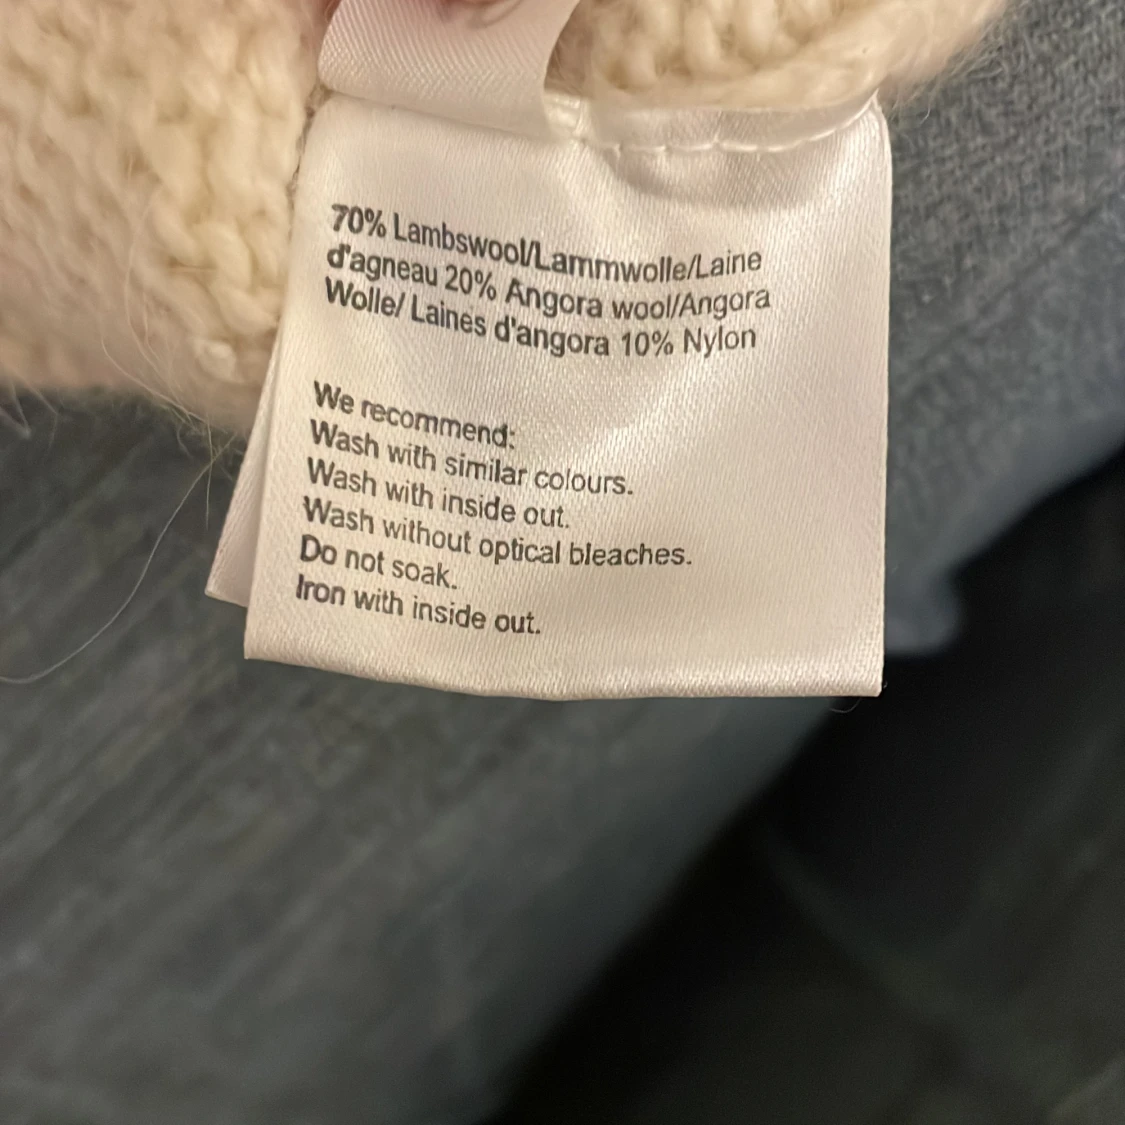 70% Lambswool/Lammwolle/Laine
d'agneau 20% Angora wool/Angora
Wolle/ Laines d'angora 10% Nylon
We recommend:
Wash with similar colours.
Wash with inside out.
Wash without optical bleaches.
Do not soak.
Iron with inside out.